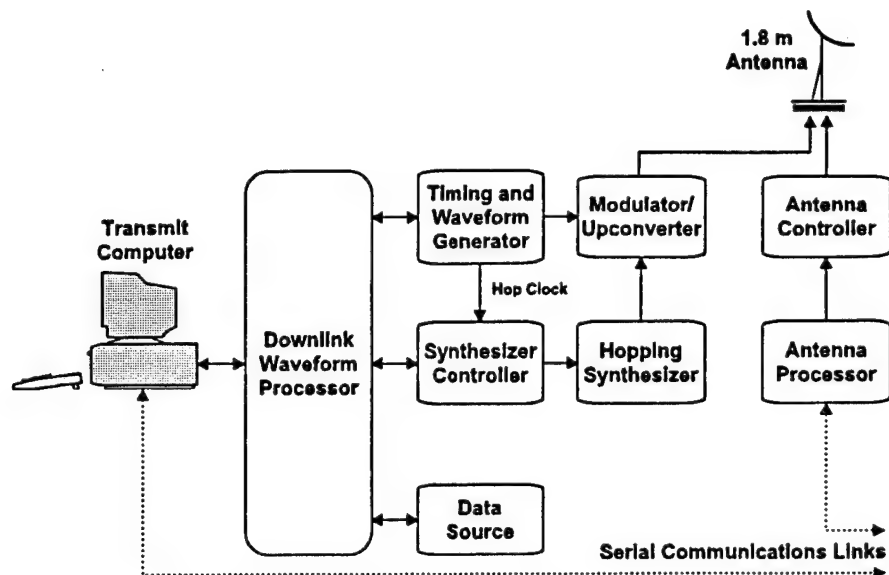 1.8 m
Antenna
Transmit
Computer
Timing and
Waveform
Generator
Modulator/
Upconverter
Antenna
Controller
Hop Clock
Downlink
Waveform
Processor
Synthesizer
Controller
Hopping
Synthesizer
Antenna
Processor
Data
Source
Serial Communications Links